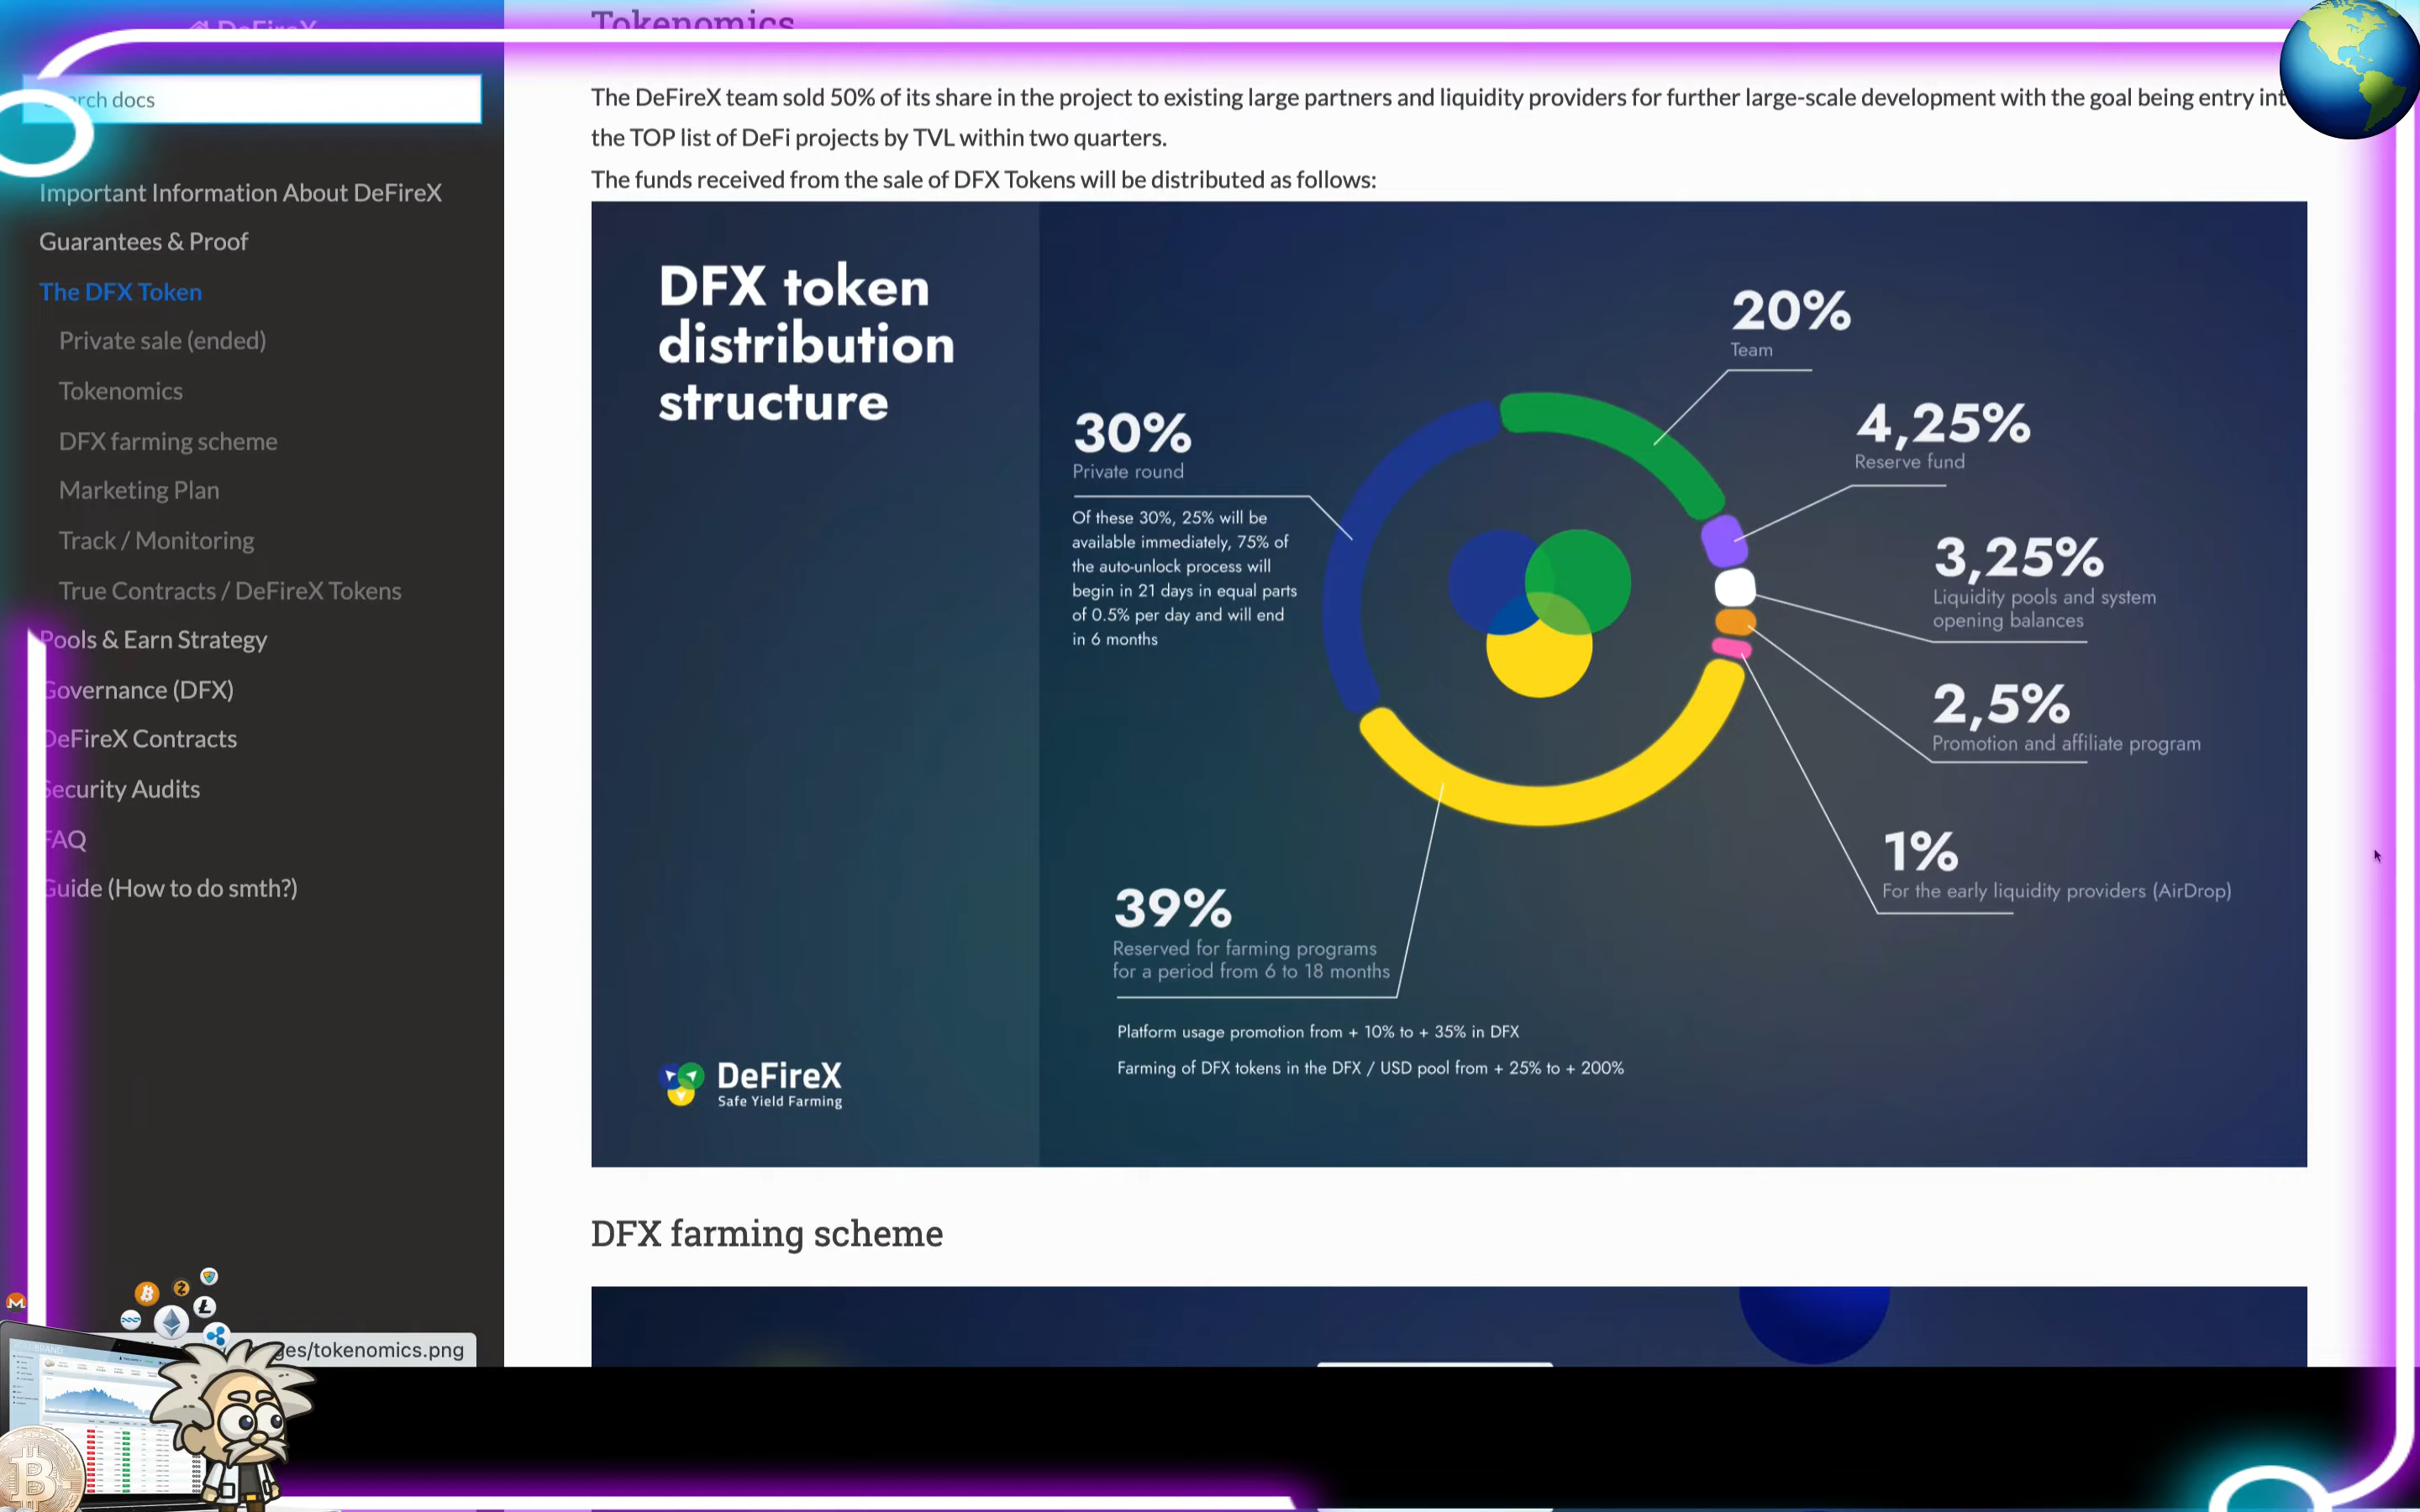 DeFireX
Tokenomics
docs
Important Information About DeFireX
Guarantees & Proof
The DFX Token
Private sale (ended)
Tokenomics
DFX farming scheme
Marketing Plan
Track / Monitoring
True Contracts / DeFireX Tokens
Pools & Earn Strategy
Governance (DFX)
DeFireX Contracts
Security Audits
FAQ
Guide (How to do smth?)
The DeFireX team sold 50% of its share in the project to existing large partners and liquidity providers for further large-scale development with the goal being entry int
the TOP list of DeFi projects by TVL within two quarters.
The funds received from the sale of DFX Tokens will be distributed as follows:
DFX token
distribution
structure
20%
Team
30%
Private round
Of these 30%, 25% will be
available immediately, 75% of
the auto-unlock process will
begin in 21 days in equal parts
of 0.5% per day and will end
in 6 months
4,25%
Reserve fund
3,25%
Liquidity pools and system
opening balances
2,5%
Promotion and affiliate program
1%
For the early liquidity providers (AirDrop)
39%
Reserved for farming programs
for a period from 6 to 18 months
Platform usage promotion from + 10% to + 35% in DFX
Farming of DFX tokens in the DFX / USD pool from + 25% to + 200%
DeFireX
Safe Yield Farming
DFX farming scheme
ges/tokenomics.png